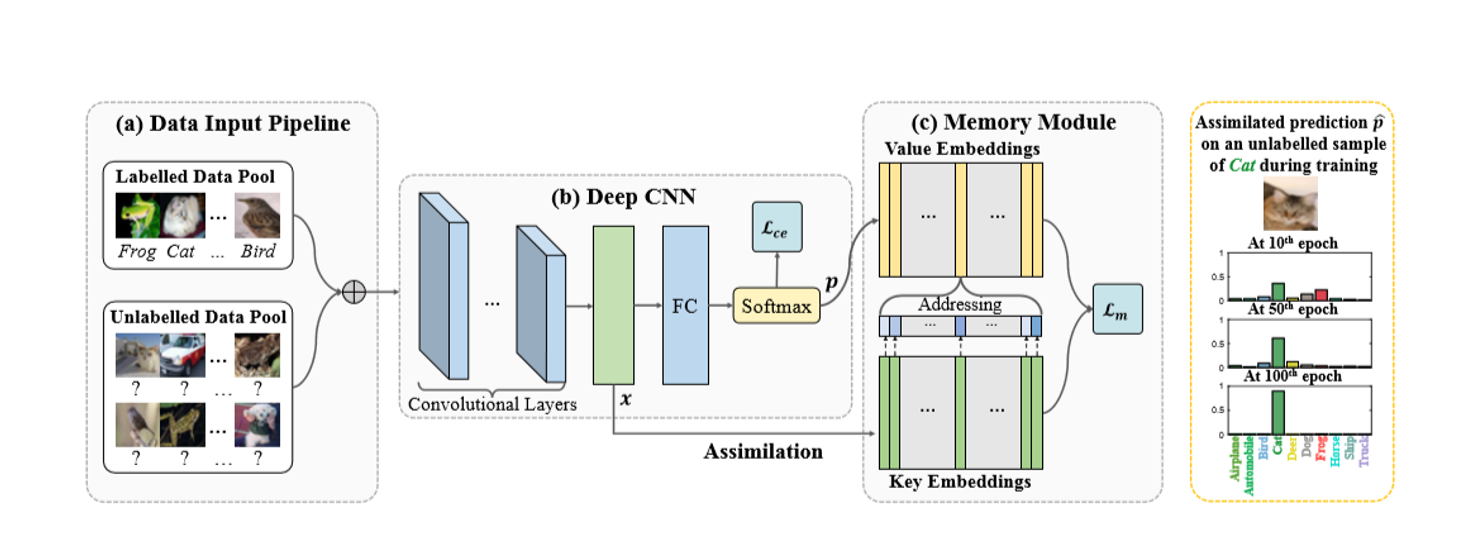 (a) Data Input Pipeline
Labelled Data Pool
...
Frog Cat ... Bird
Unlabelled Data Pool
...
? ? ... ?
...
? ? ... ?
(b) Deep CNN
...
Convolutional Layers
x
FC
Softmax
ℒce
p
Assimilation
(c) Memory Module
Value Embeddings
... ...
Addressing
... ...
... ...
Key Embeddings
ℒm
Assimilated prediction p̂
on an unlabelled sample
of Cat during training
At 10th epoch
1
0.5
0
At 50th epoch
1
0.5
0
At 100th epoch
1
0.5
0
Airplane
Automobile
Bird
Cat
Deer
Dog
Frog
Horse
Ship
Truck